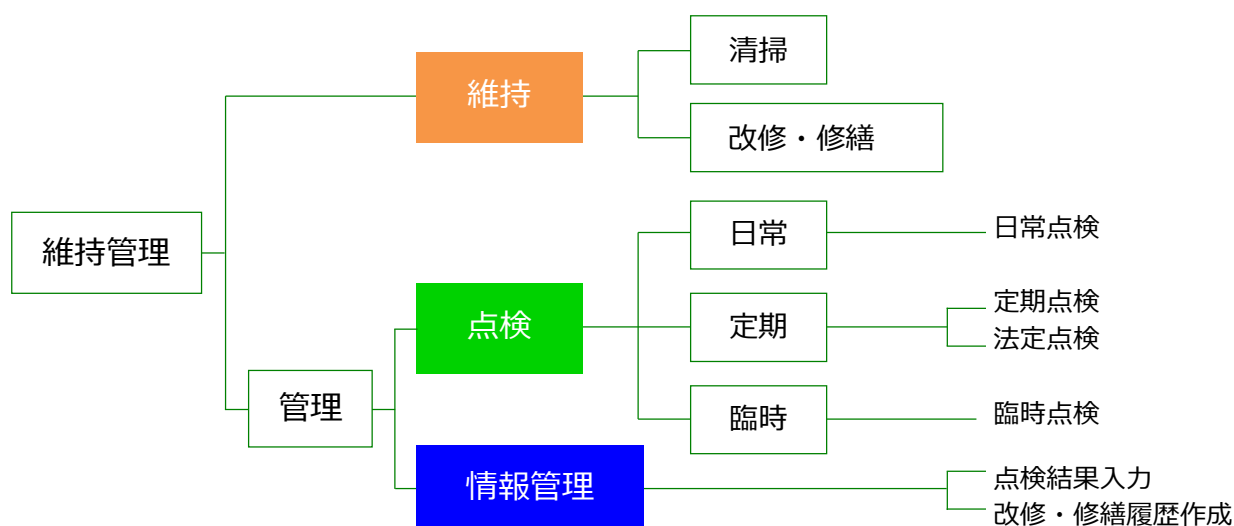 維持管理
維持
清掃
改修・修繕
管理
点検
日常
日常点検
定期
定期点検
法定点検
臨時
臨時点検
情報管理
点検結果入力
改修・修繕履歴作成